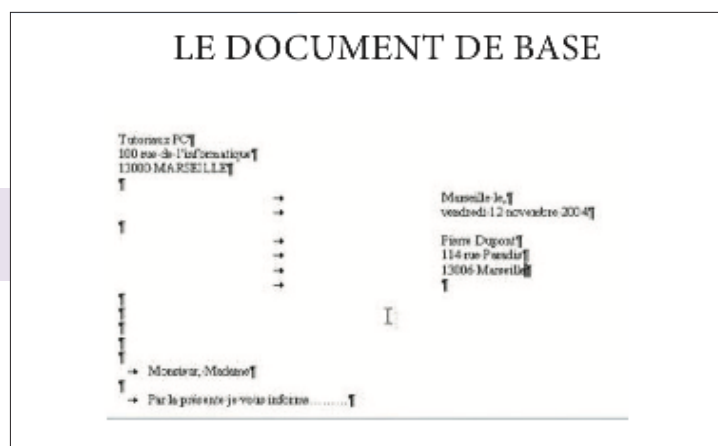 LE DOCUMENT DE BASE
Tutoriaux PC¶
100 rue de l'informatique¶
13000 MARSEILLE¶
¶
→ Marseille le,¶
→ vendredi 12 novembre 2004¶
¶
→ Pierre Dupont¶
→ 114 rue Paradis¶
→ 13006 Marseille¶
→ ¶
¶
¶
¶
¶
¶
→ Monsieur, Madame¶
¶
→ Par la présente je vous informe.........¶